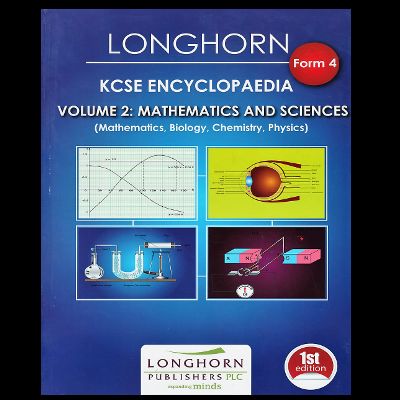 LONGHORN
Form 4
KCSE ENCYCLOPAEDIA
VOLUME 2: MATHEMATICS AND SCIENCES
(Mathematics, Biology, Chemistry, Physics)
N
S
LONGHORN
PUBLISHERS PLC
expanding minds
1st
edition